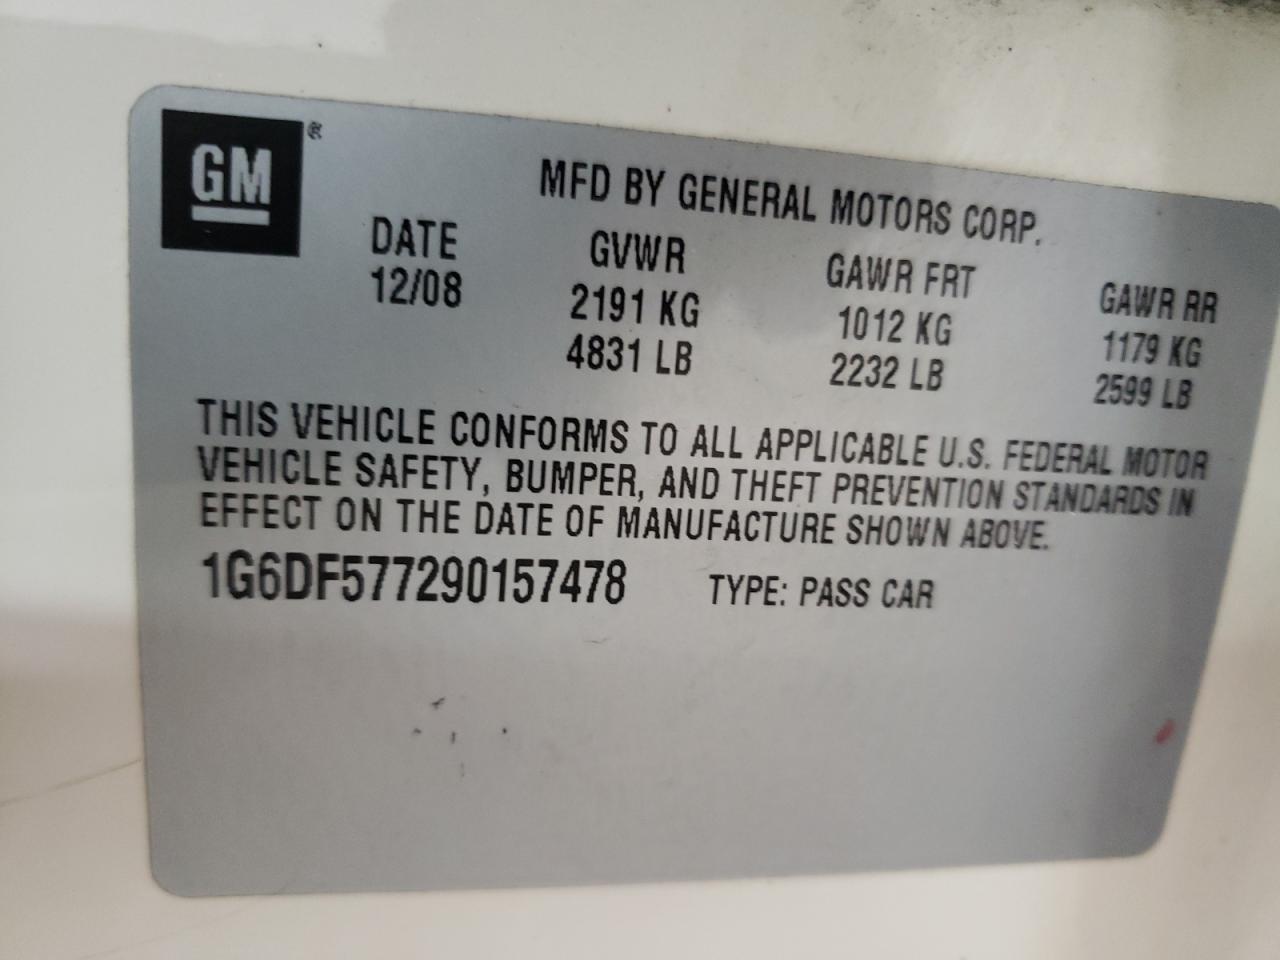 GM ®
MFD BY GENERAL MOTORS CORP.
DATE GVWR GAWR FRT GAWR RR
12/08 2191 KG 1012 KG 1179 KG
4831 LB 2232 LB 2599 LB
THIS VEHICLE CONFORMS TO ALL APPLICABLE U.S. FEDERAL MOTOR
VEHICLE SAFETY, BUMPER, AND THEFT PREVENTION STANDARDS IN
EFFECT ON THE DATE OF MANUFACTURE SHOWN ABOVE.
1G6DF577290157478 TYPE: PASS CAR